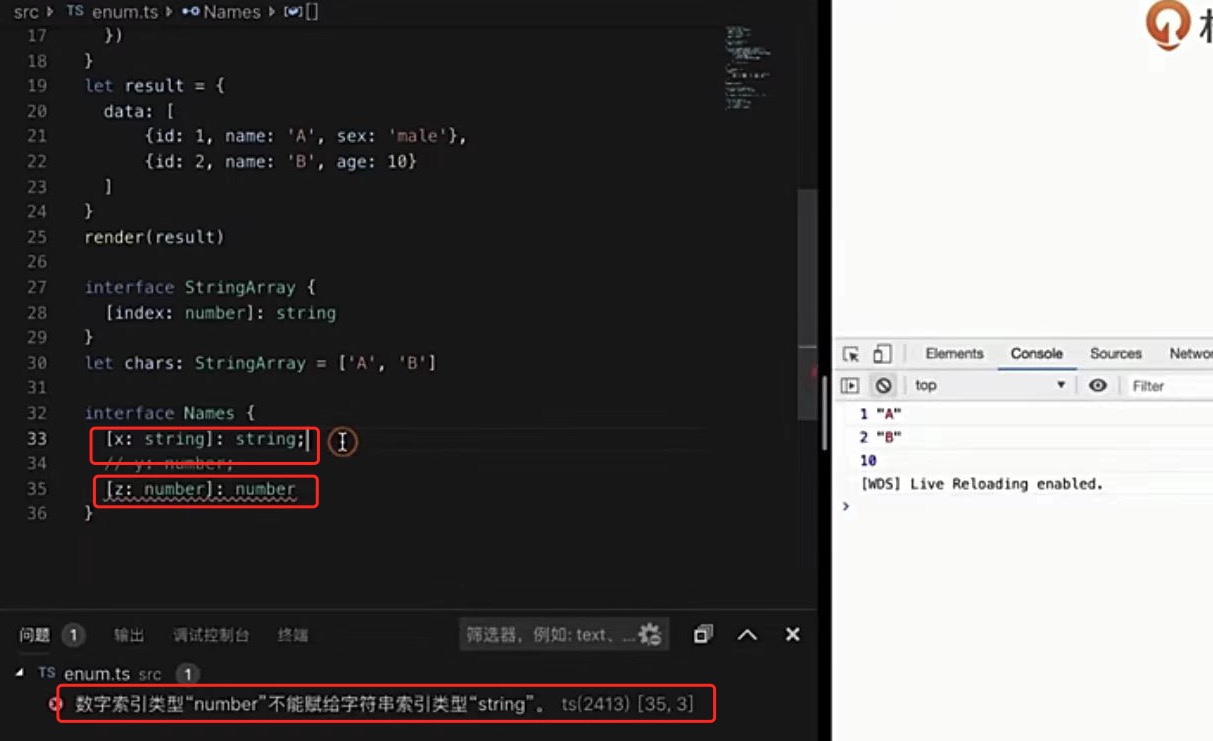 src TS enum.ts Names []
17 })
18 }
19 let result = {
20 data: [
21 {id: 1, name: 'A', sex: 'male'},
22 {id: 2, name: 'B', age: 10}
23 ]
24 }
25 render(result)
26
27 interface StringArray {
28 [index: number]: string
29 }
30 let chars: StringArray = ['A', 'B']
31
32 interface Names {
33 [x: string]: string;
34 // y: number;
35 [z: number]: number
36 }
问题 1 输出 调试控制台 终端 筛选器，例如: text、...
TS enum.ts src 1
数字索引类型“number”不能赋给字符串索引类型“string”。 ts(2413) [35, 3]
Elements Console Sources Networ
top Filter
1 "A"
2 "B"
10
[WDS] Live Reloading enabled.